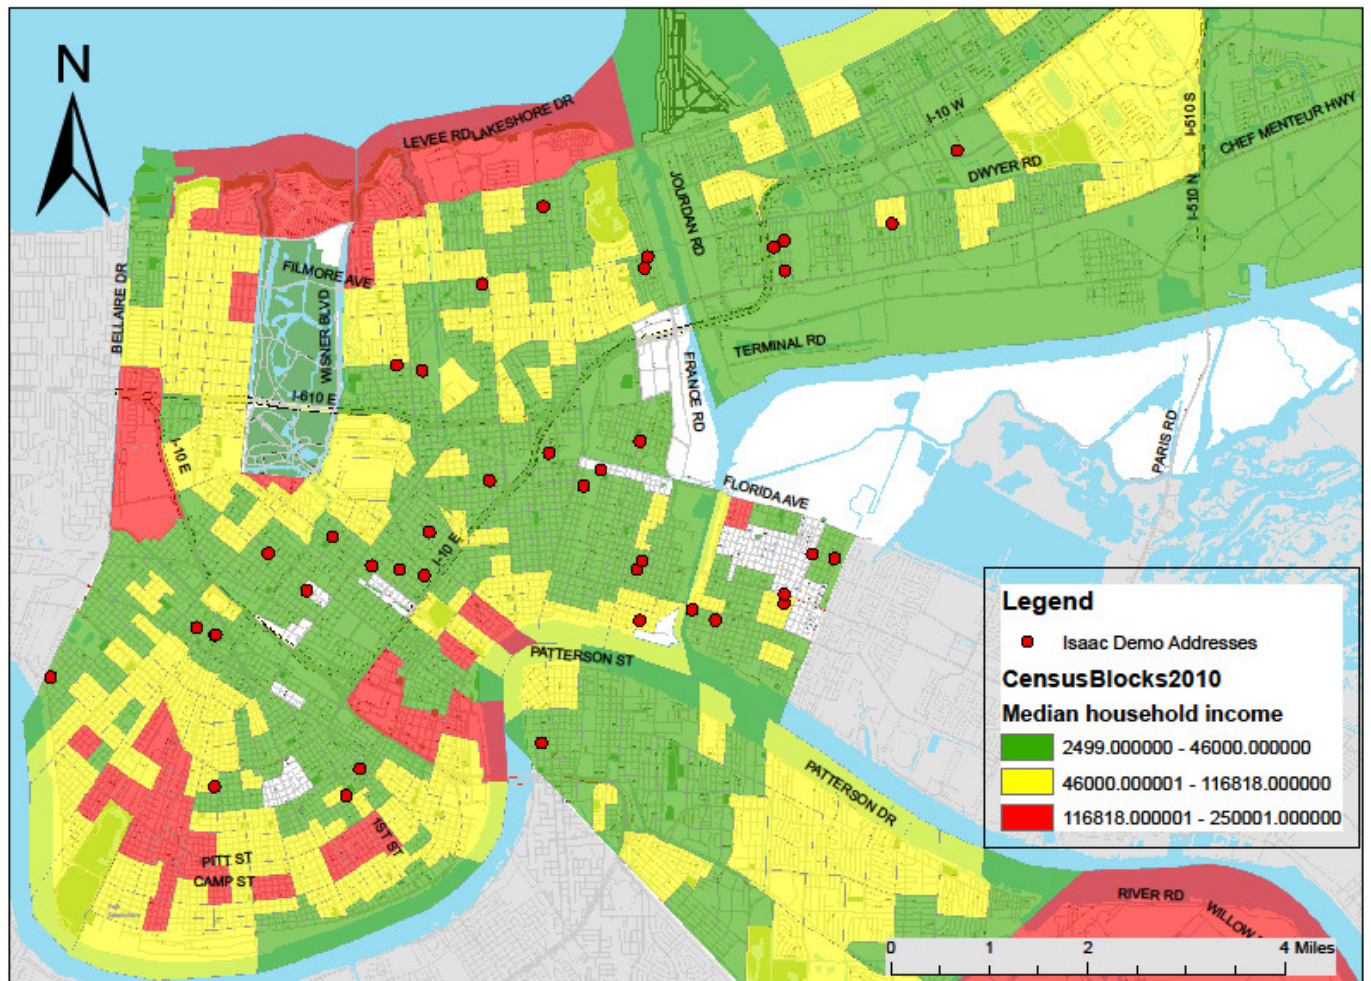 N
LEVEE RD
LAKESHORE DR
I-10 W
I-510 S
CHEF MENTEUR HWY
DWYER RD
JOURDAN RD
I-510 N
BELLAIRE DR
FILMORE AVE
WISNER BLVD
TERMINAL RD
FRANCE RD
I-610 E
PARIS RD
I-10 E
FLORIDA AVE
I-10 E
PATTERSON ST
PATTERSON DR
1ST ST
PITT ST
CAMP ST
RIVER RD
WILLOW
Legend
Isaac Demo Addresses
CensusBlocks2010
Median household income
2499.000000 - 46000.000000
46000.000001 - 116818.000000
116818.000001 - 250001.000000
0 1 2 4 Miles